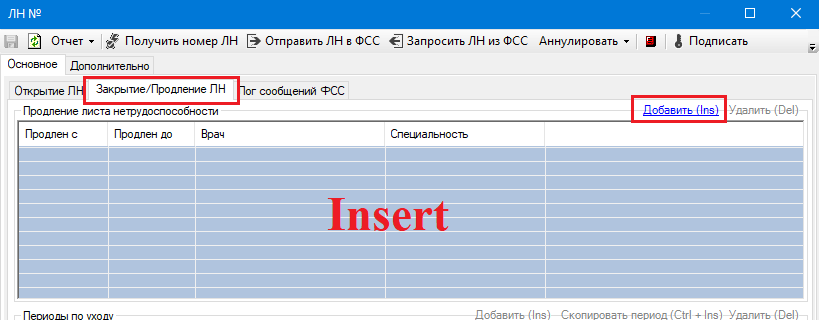 ЛН №
Отчет Получить номер ЛН Отправить ЛН в ФСС Запросить ЛН из ФСС Аннулировать Подписать
Основное Дополнительно
Открытие ЛН Закрытие/Продление ЛН Лог сообщений ФСС
Продление листа нетрудоспособности Добавить (Ins) Удалить (Del)
Продлен с Продлен до Врач Специальность
Insert
Периоды по уходу Добавить (Ins) Скопировать период (Ctrl + Ins) Удалить (Del)